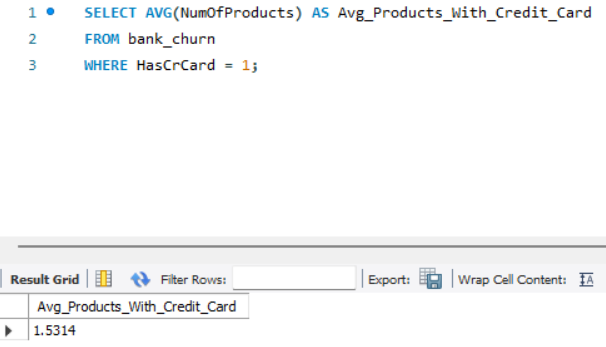 1 SELECT AVG(NumOfProducts) AS Avg_Products_With_Credit_Card
2 FROM bank_churn
3 WHERE HasCrCard = 1;
Result Grid Filter Rows: Export: Wrap Cell Content: IA
Avg_Products_With_Credit_Card
1.5314